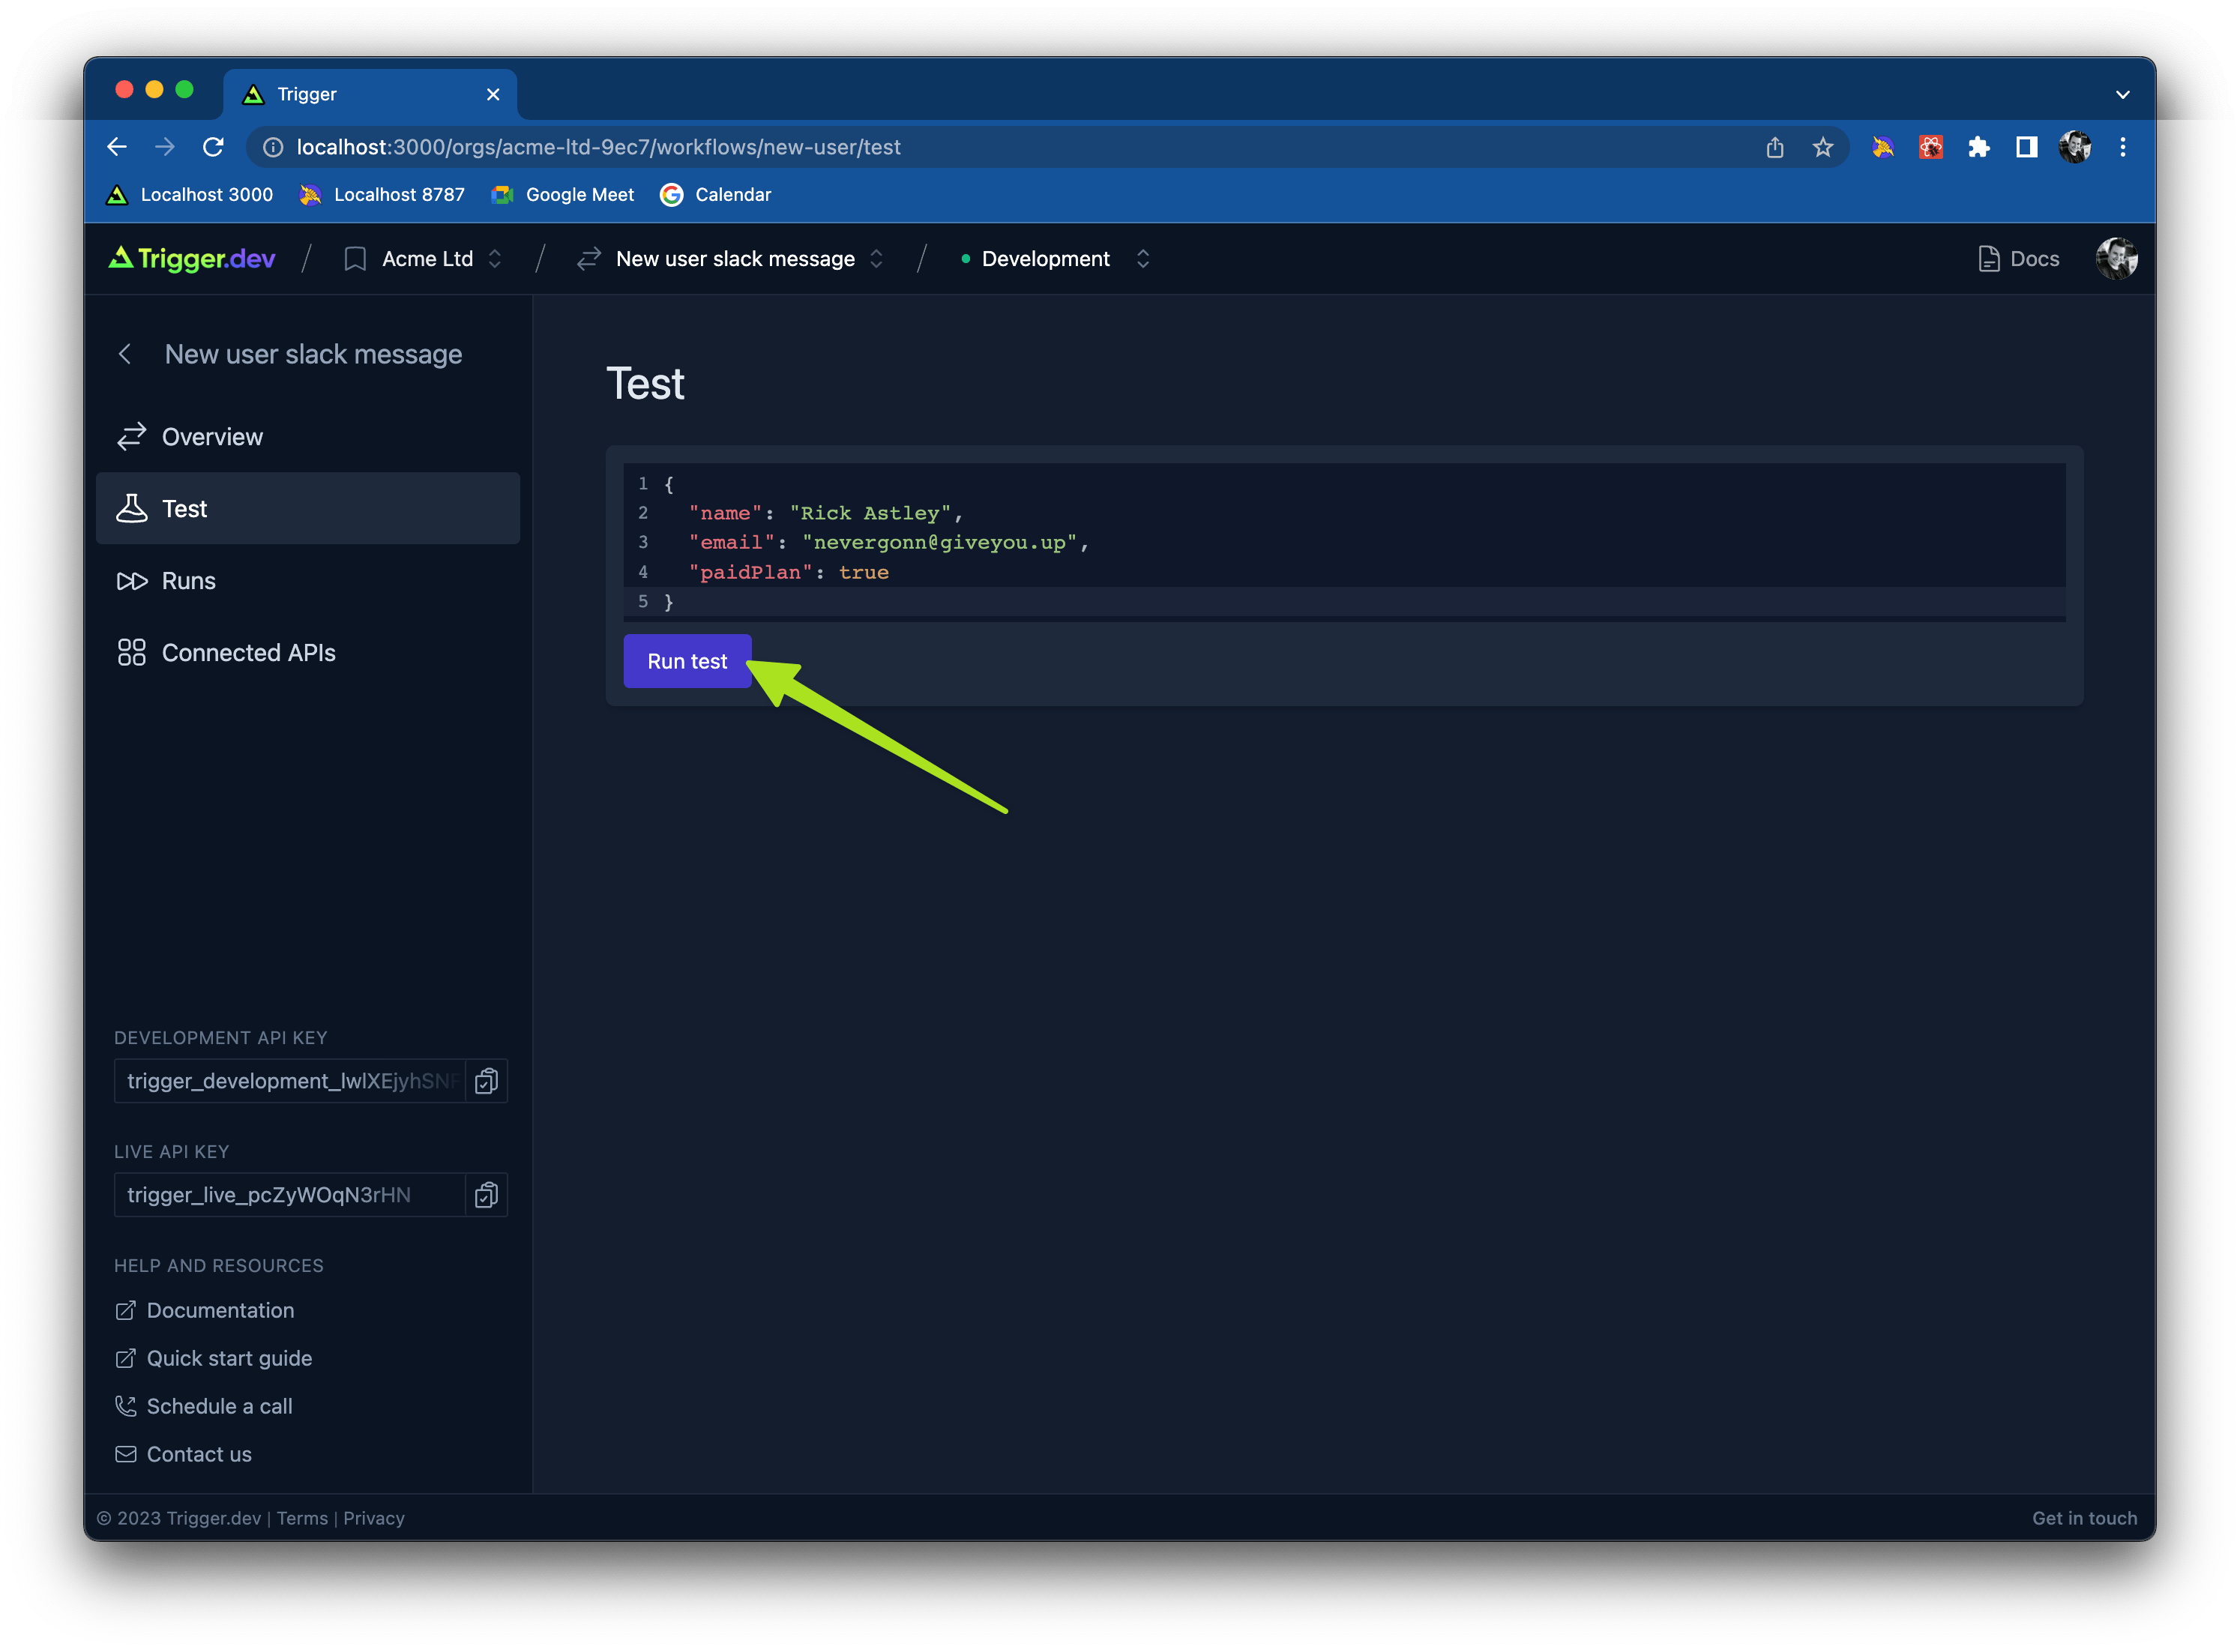 Trigger
localhost:3000/orgs/acme-ltd-9ec7/workflows/new-user/test
Localhost 3000 Localhost 8787 Google Meet Calendar
Trigger.dev / Acme Ltd / New user slack message / Development Docs
New user slack message
Overview
Test
Runs
Connected APIs
DEVELOPMENT API KEY
trigger_development_lwlXEjyhSNF
LIVE API KEY
trigger_live_pcZyWOqN3rHN
HELP AND RESOURCES
Documentation
Quick start guide
Schedule a call
Contact us
Test
1 {
2 "name": "Rick Astley",
3 "email": "nevergonn@giveyou.up",
4 "paidPlan": true
5 }
Run test
© 2023 Trigger.dev | Terms | Privacy
Get in touch